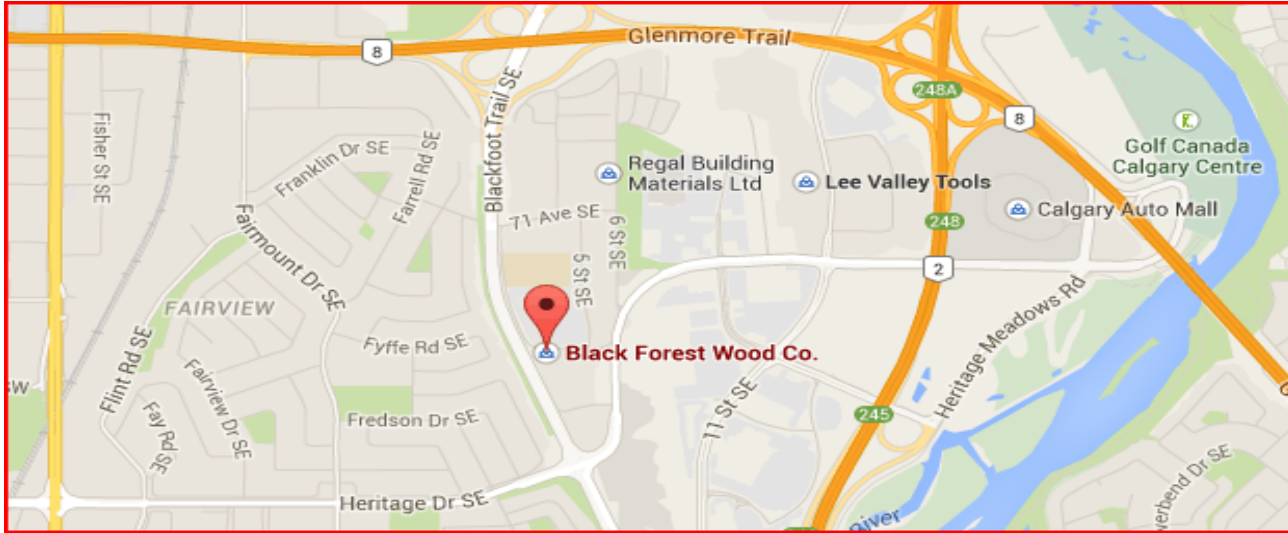 Glenmore Trail
8
Blackfoot Trail SE
248A
8
Fisher St SE
Franklin Dr SE
Farrell Rd SE
Golf Canada
Calgary Centre
Regal Building
Materials Ltd
Lee Valley Tools
Calgary Auto Mall
71 Ave SE
6 St SE
248
Fairmount Dr SE
5 St SE
2
FAIRVIEW
Heritage Meadows Rd
Flint Rd SE
Fyffe Rd SE
Black Forest Wood Co.
SW
Fairview Dr SE
Fay Rd
SE
Fredson Dr SE
11 St SE
245
Heritage Dr SE
River
verbend Dr SE